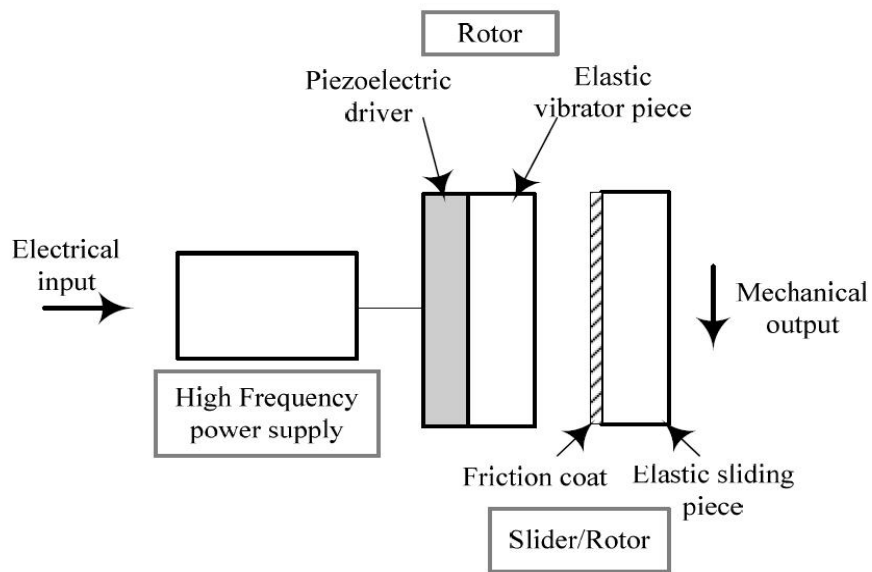 Rotor
Piezoelectric
driver
Elastic
vibrator piece
Electrical
input
Mechanical
output
High Frequency
power supply
Friction coat
Elastic sliding
piece
Slider/Rotor